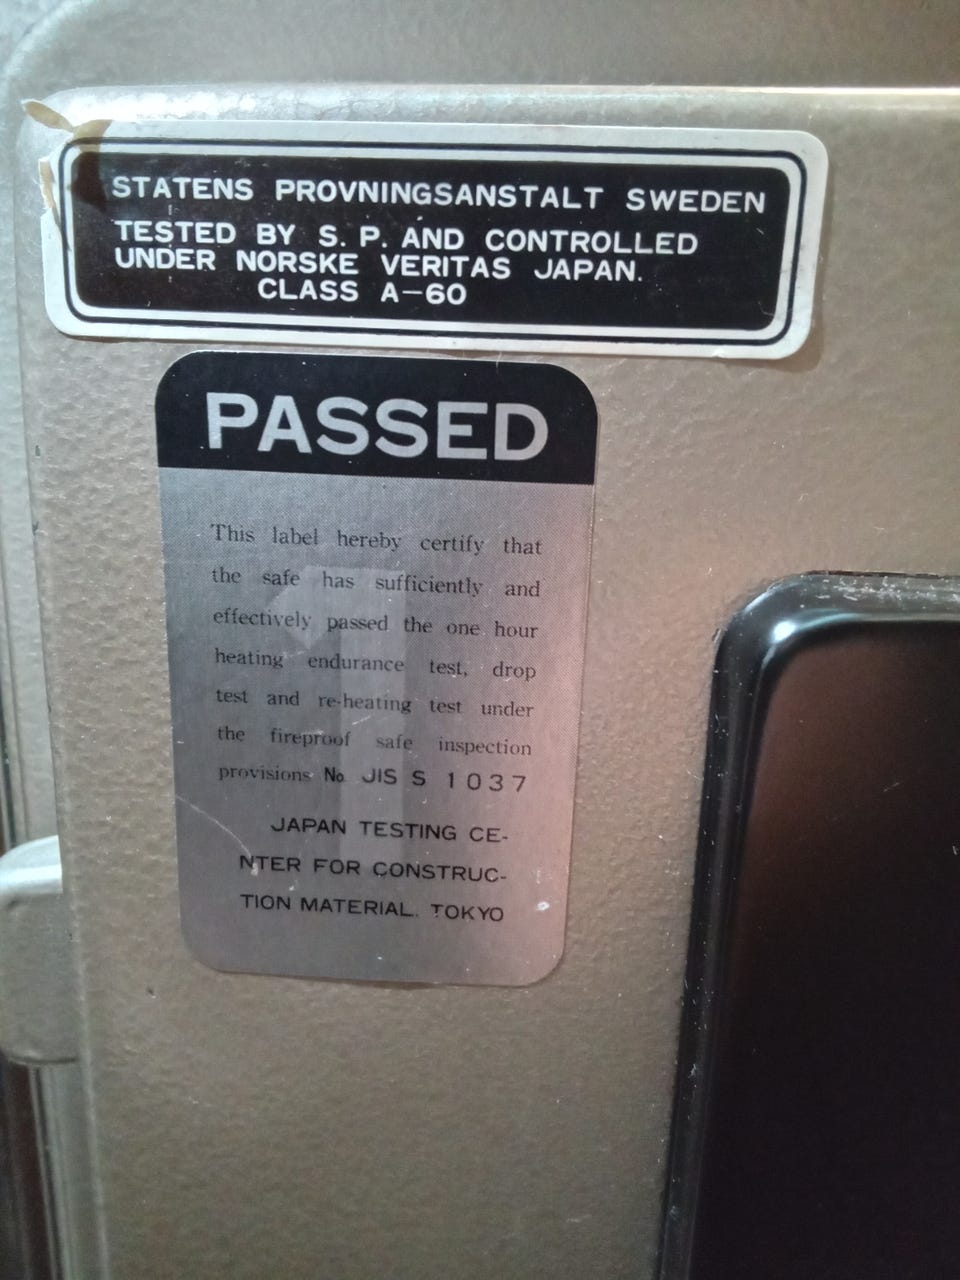 STATENS PROVNINGSANSTALT SWEDEN
TESTED BY S. P. AND CONTROLLED
UNDER NORSKE VERITAS JAPAN.
CLASS A-60
PASSED
This label hereby certify that
the safe has sufficiently and
effectively passed the one hour
heating endurance test, drop
test and re-heating test under
the fireproof safe inspection
provisions No. JIS S 1037
JAPAN TESTING CE-
NTER FOR CONSTRUC-
TION MATERIAL. TOKYO